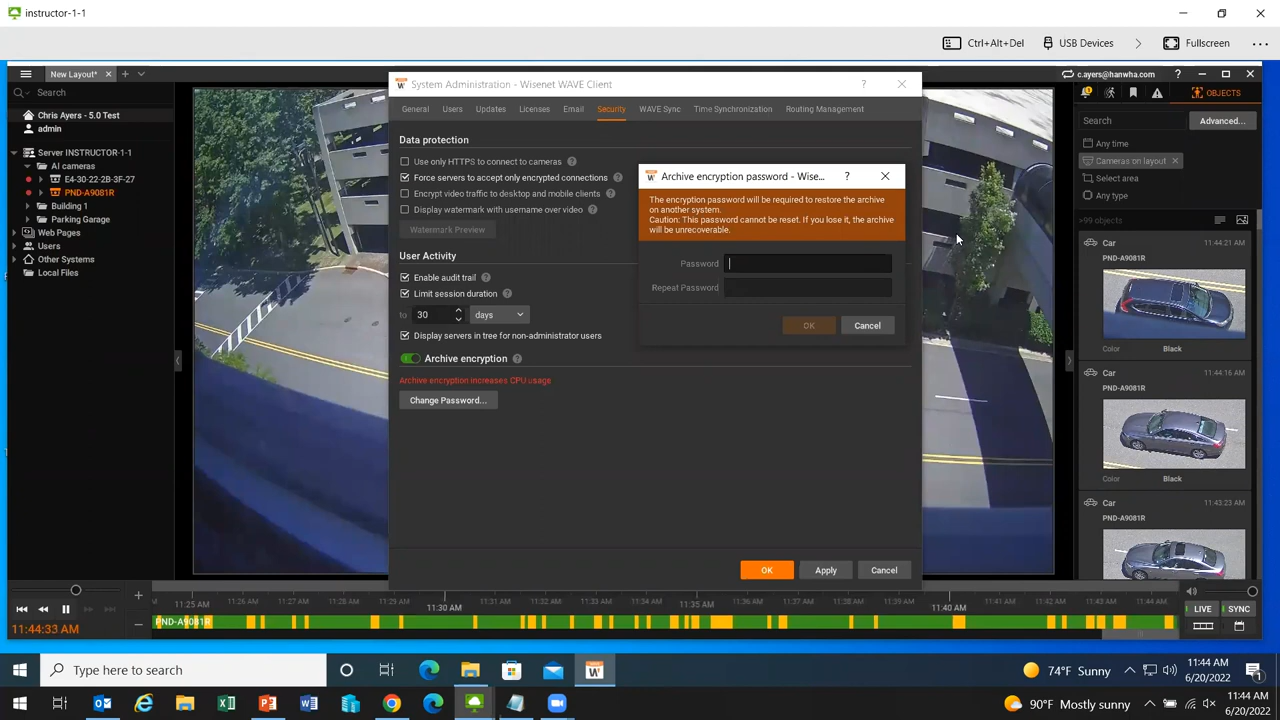 instructor-1-1
Ctrl+Alt+Del
USB Devices
Fullscreen
New Layout*
c.ayers@hanwha.com
Search
Chris Ayers - 5.0 Test
admin
Server INSTRUCTOR-1-1
AI cameras
E4-30-22-2B-3F-27
PND-A9081R
Building 1
Parking Garage
Web Pages
Users
Other Systems
Local Files
System Administration - Wisenet WAVE Client
General Users Updates Licenses Email Security WAVE Sync Time Synchronization Routing Management
Data protection
Use only HTTPS to connect to cameras
Force servers to accept only encrypted connections
Encrypt video traffic to desktop and mobile clients
Display watermark with username over video
Watermark Preview
User Activity
Enable audit trail
Limit session duration
to 30 days
Display servers in tree for non-administrator users
Archive encryption
Archive encryption increases CPU usage
Change Password...
OK Apply Cancel
Archive encryption password - Wise...
The encryption password will be required to restore the archive
on another system.
Caution: This password cannot be reset. If you lose it, the archive
will be unrecoverable.
Password
Repeat Password
OK Cancel
OBJECTS
Search
Advanced...
Any time
Cameras on layout
Select area
Any type
>99 objects
Car 11:44:21 AM
PND-A9081R
Color Black
Car 11:44:16 AM
PND-A9081R
Color Black
Car 11:43:23 AM
PND-A9081R
11:25 AM 11:26 AM 11:27 AM 11:28 AM 11:29 AM 11:30 AM 11:31 AM 11:32 AM 11:33 AM 11:34 AM 11:35 AM 11:36 AM 11:37 AM 11:38 AM 11:39 AM 11:40 AM 11:41 AM 11:42 AM 11:43 AM 11:44 AM
PND-A9081R
11:44:33 AM
LIVE SYNC
Type here to search
74°F Sunny
11:44 AM
6/20/2022
1
90°F Mostly sunny
11:44 AM
6/20/2022